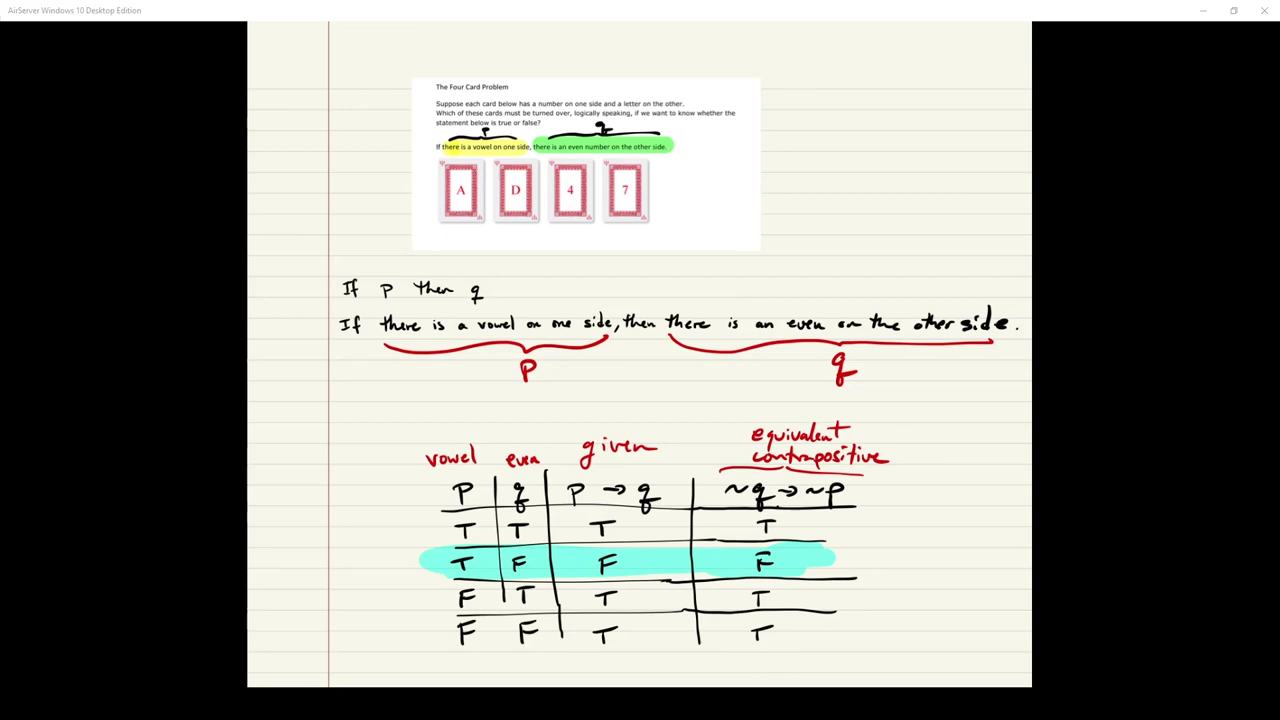 AirServer Windows 10 Desktop Edition
The Four Card Problem
Suppose each card below has a number on one side and a letter on the other.
Which of these cards must be turned over, logically speaking, if we want to know whether the
statement below is true or false?
p q
If there is a vowel on one side, there is an even number on the other side.
A D 4 7
If p then q
If there is a vowel on one side, then there is an even on the other side.
p q
vowel even given equivalent
contrapositive
p q p → q ~q → ~p
T T T T
T F F F
F T T T
F F T T